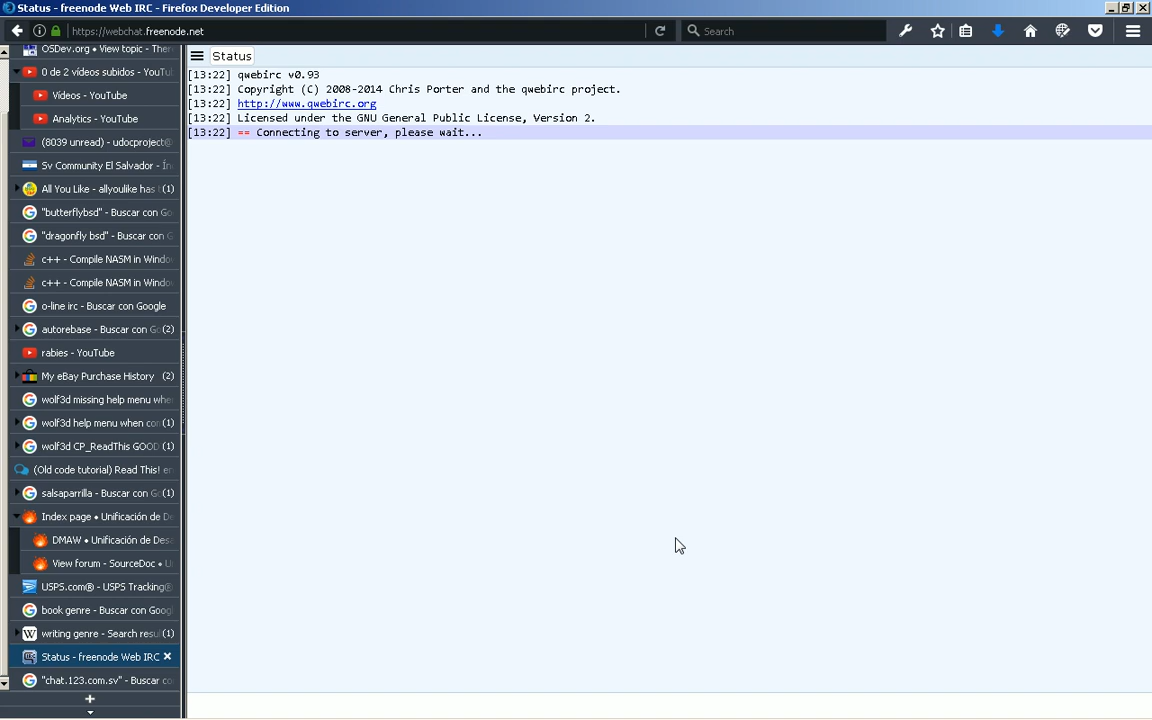 Status - freenode Web IRC - Firefox Developer Edition
https://webchat.freenode.net
Search
OSDev.org • View topic - The
0 de 2 vídeos subidos - YouTu
Vídeos - YouTube
Analytics - YouTube
(8039 unread) - udocproject@
Sv Community El Salvador - Ín
All You Like - allyoulike has (1)
"butterflybsd" - Buscar con Go
"dragonfly bsd" - Buscar con G
c++ - Compile NASM in Window
c++ - Compile NASM in Window
o-line irc - Buscar con Google
autorebase - Buscar con Go (2)
rabies - YouTube
My eBay Purchase History (2)
wolf3d missing help menu whe
wolf3d help menu when cor (1)
wolf3d CP_ReadThis GOOD (1)
(Old code tutorial) Read This! en
salsaparrilla - Buscar con G (1)
Index page • Unificación de D
DMAW • Unificación de Des
View forum - SourceDoc • U
USPS.com® - USPS Tracking®
book genre - Buscar con Goog
writing genre - Search resul (1)
Status - freenode Web IRC
"chat.123.com.sv" - Buscar co
Status
[13:22] qwebirc v0.93
[13:22] Copyright (C) 2008-2014 Chris Porter and the qwebirc project.
[13:22] http://www.qwebirc.org
[13:22] Licensed under the GNU General Public License, Version 2.
[13:22] == Connecting to server, please wait...